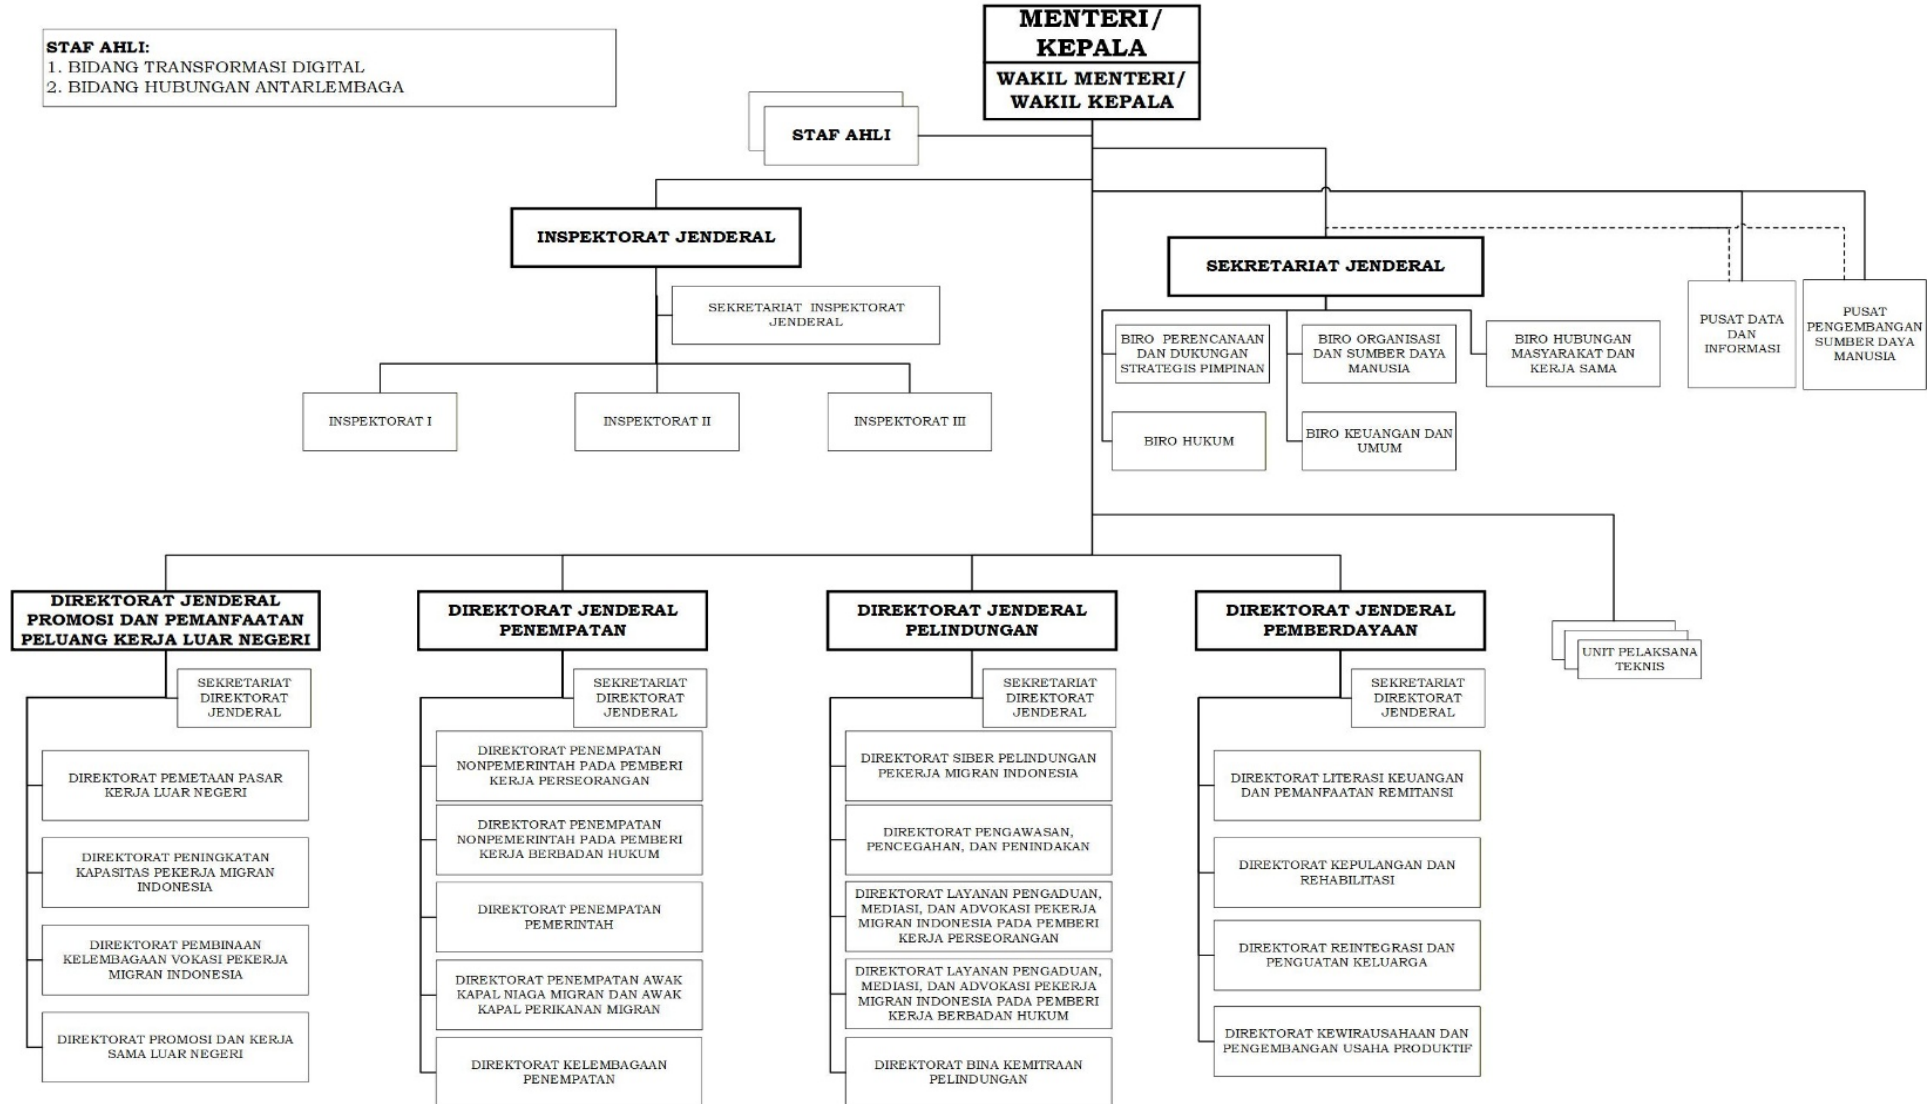 STAF AHLI:
1. BIDANG TRANSFORMASI DIGITAL
2. BIDANG HUBUNGAN ANTARLEMBAGA
MENTERI/
KEPALA
WAKIL MENTERI/
WAKIL KEPALA
STAF AHLI
INSPEKTORAT JENDERAL
SEKRETARIAT INSPEKTORAT
JENDERAL
INSPEKTORAT I
INSPEKTORAT II
INSPEKTORAT III
SEKRETARIAT JENDERAL
BIRO PERENCANAAN
DAN DUKUNGAN
STRATEGIS PIMPINAN
BIRO ORGANISASI
DAN SUMBER DAYA
MANUSIA
BIRO HUBUNGAN
MASYARAKAT DAN
KERJA SAMA
BIRO HUKUM
BIRO KEUANGAN DAN
UMUM
PUSAT DATA
DAN
INFORMASI
PUSAT
PENGEMBANGAN
SUMBER DAYA
MANUSIA
DIREKTORAT JENDERAL
PROMOSI DAN PEMANFAATAN
PELUANG KERJA LUAR NEGERI
SEKRETARIAT
DIREKTORAT
JENDERAL
DIREKTORAT PEMETAAN PASAR
KERJA LUAR NEGERI
DIREKTORAT PENINGKATAN
KAPASITAS PEKERJA MIGRAN
INDONESIA
DIREKTORAT PEMBINAAN
KELEMBAGAAN VOKASI PEKERJA
MIGRAN INDONESIA
DIREKTORAT PROMOSI DAN KERJA
SAMA LUAR NEGERI
DIREKTORAT JENDERAL
PENEMPATAN
SEKRETARIAT
DIREKTORAT
JENDERAL
DIREKTORAT PENEMPATAN
NONPEMERINTAH PADA PEMBERI
KERJA PERSEORANGAN
DIREKTORAT PENEMPATAN
NONPEMERINTAH PADA PEMBERI
KERJA BERBADAN HUKUM
DIREKTORAT PENEMPATAN
PEMERINTAH
DIREKTORAT PENEMPATAN AWAK
KAPAL NIAGA MIGRAN DAN AWAK
KAPAL PERIKANAN MIGRAN
DIREKTORAT KELEMBAGAAN
PENEMPATAN
DIREKTORAT JENDERAL
PELINDUNGAN
SEKRETARIAT
DIREKTORAT
JENDERAL
DIREKTORAT SIBER PELINDUNGAN
PEKERJA MIGRAN INDONESIA
DIREKTORAT PENGAWASAN,
PENCEGAHAN, DAN PENINDAKAN
DIREKTORAT LAYANAN PENGADUAN,
MEDIASI, DAN ADVOKASI PEKERJA
MIGRAN INDONESIA PADA PEMBERI
KERJA PERSEORANGAN
DIREKTORAT LAYANAN PENGADUAN,
MEDIASI, DAN ADVOKASI PEKERJA
MIGRAN INDONESIA PADA PEMBERI
KERJA BERBADAN HUKUM
DIREKTORAT BINA KEMITRAAN
PELINDUNGAN
DIREKTORAT JENDERAL
PEMBERDAYAAN
SEKRETARIAT
DIREKTORAT
JENDERAL
DIREKTORAT LITERASI KEUANGAN
DAN PEMANFAATAN REMITANSI
DIREKTORAT KEPULANGAN DAN
REHABILITASI
DIREKTORAT REINTEGRASI DAN
PENGUATAN KELUARGA
DIREKTORAT KEWIRAUSAHAAN DAN
PENGEMBANGAN USAHA PRODUKTIF
UNIT PELAKSANA
TEKNIS